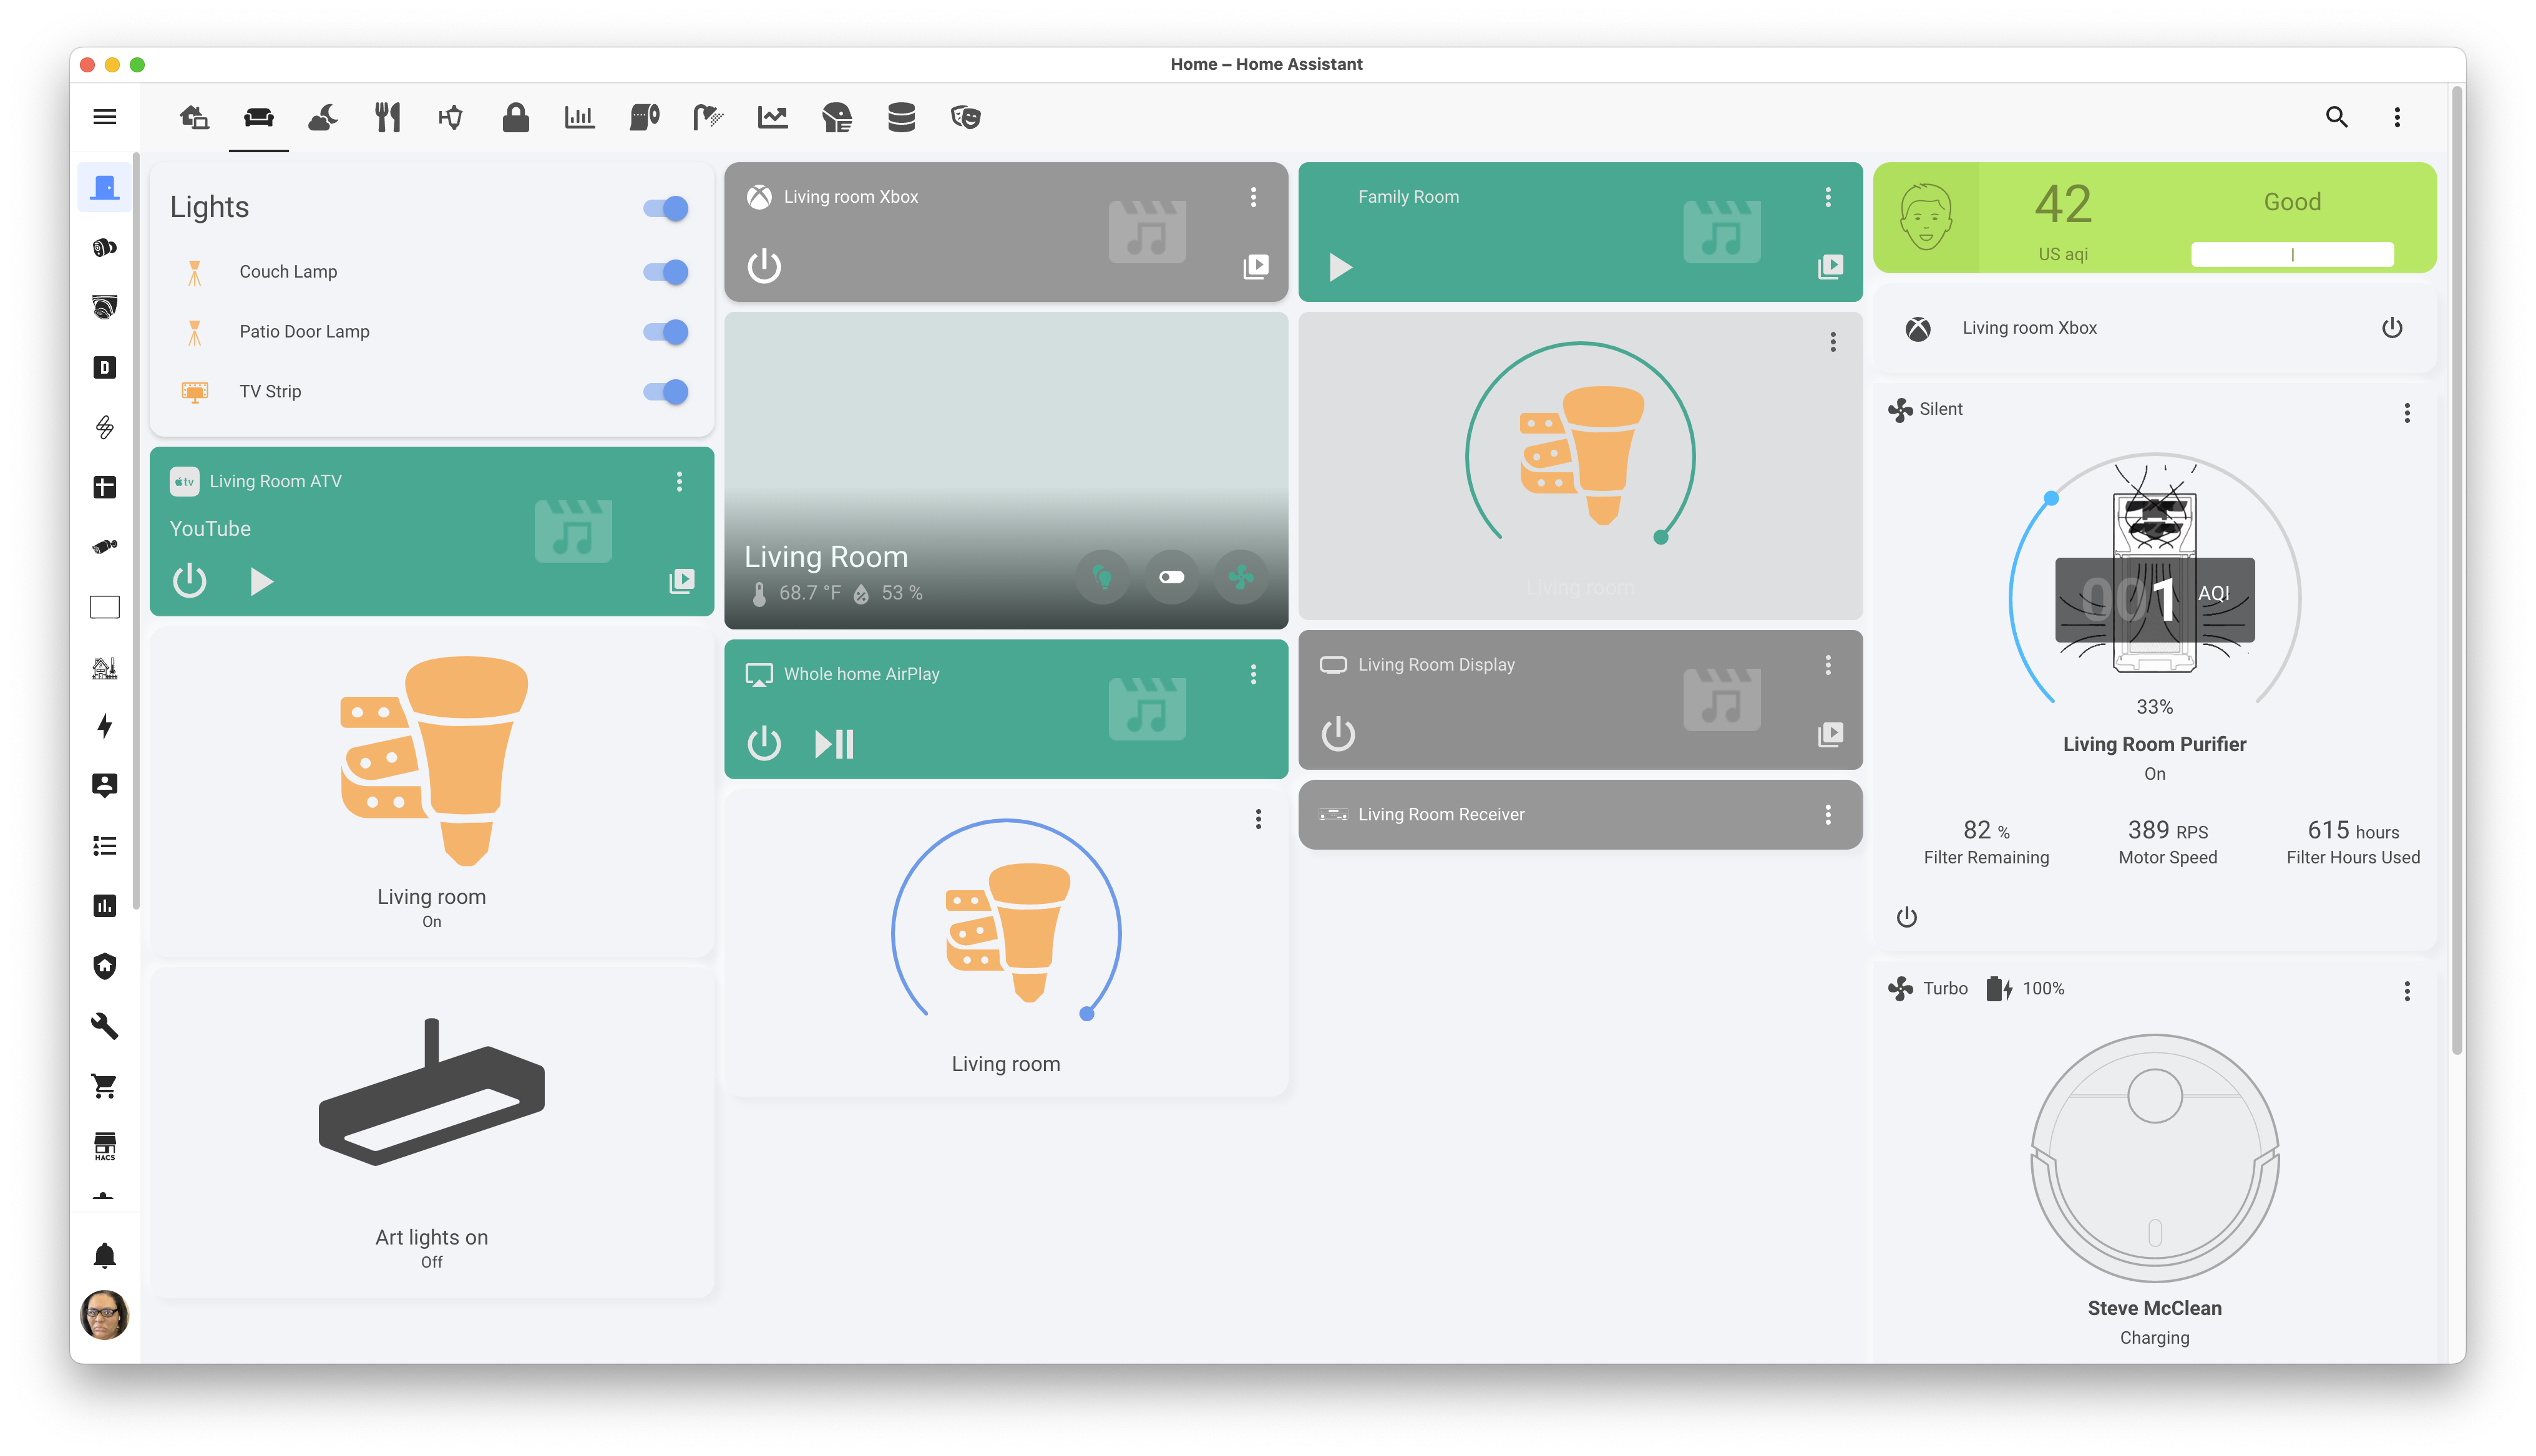 Home – Home Assistant
Lights
Couch Lamp
Patio Door Lamp
TV Strip
tv Living Room ATV
YouTube
Living room
On
Art lights on
Off
Living room Xbox
Living Room
68.7 °F 53 %
Whole home AirPlay
Living room
Family Room
Living room
Living Room Display
Living Room Receiver
42
US aqi
Good
Living room Xbox
Silent
001 AQI
33%
Living Room Purifier
On
82 %
Filter Remaining
389 RPS
Motor Speed
615 hours
Filter Hours Used
Turbo 100%
Steve McClean
Charging
D
HACS